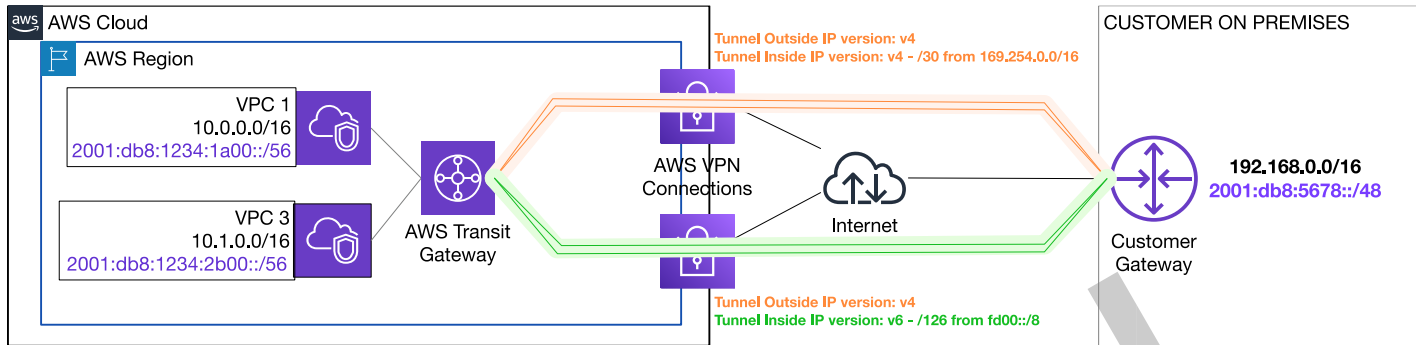 aws
AWS Cloud
CUSTOMER ON PREMISES
AWS Region
Tunnel Outside IP version: v4
Tunnel Inside IP version: v4 - /30 from 169.254.0.0/16
VPC 1
10.0.0.0/16
2001:db8:1234:1a00::/56
AWS VPN
Connections
192.168.0.0/16
2001:db8:5678::/48
VPC 3
10.1.0.0/16
2001:db8:1234:2b00::/56
AWS Transit
Gateway
Internet
Customer
Gateway
Tunnel Outside IP version: v4
Tunnel Inside IP version: v6 - /126 from fd00::/8